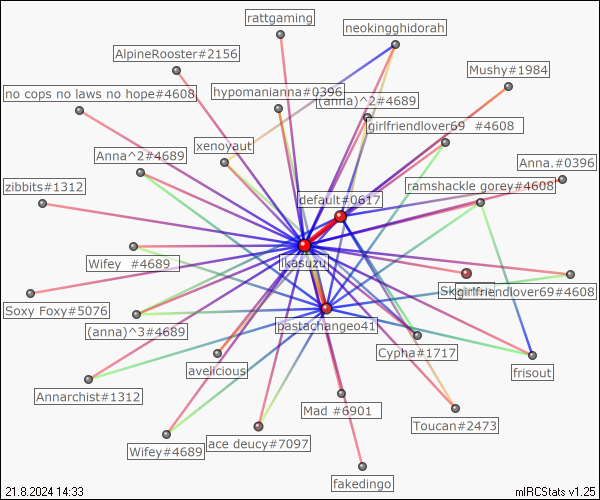 rattgaming
neokingghidorah
AlpineRooster#2156
Mushy#1984
no cops no laws no hope#4608
hypomanianna#0396
(anna)^2#4689
girlfriendlover69 #4608
xenoyaut
Anna^2#4689
Anna.#0396
zibbits#1312
ramshackle gorey#4608
default#0617
jkosuzu
Wifey #4689
girlfriendlover69#4608
Soxy Foxy#5076
(anna)^3#4689
pastachangeo41
Cypha#1717
avelicious
frisout
Annarchist#1312
Mad #6901
Toucan#2473
Wifey#4689
ace deucy#7097
fakedingo
21.8.2024 14:33
mIRCStats v1.25